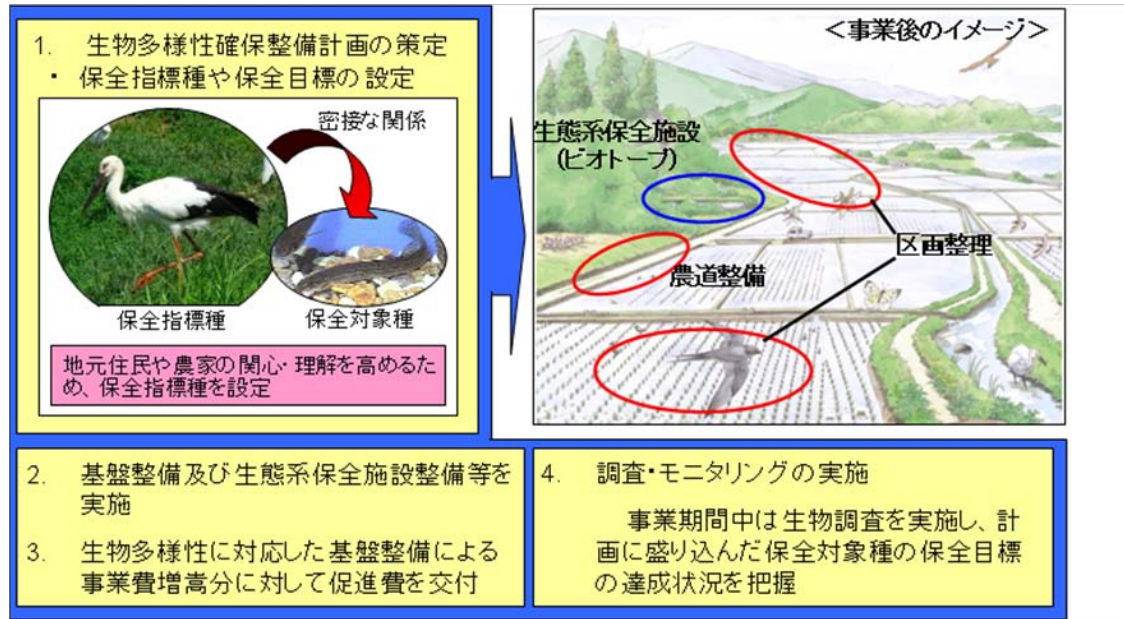 1. 生物多様性確保整備計画の策定
・ 保全指標種や保全目標の設定
密接な関係
保全指標種
保全対象種
地元住民や農家の関心・理解を高めるた
め、保全指標種を設定
<事業後のイメージ>
生態系保全施設
(ビオトープ)
区画整理
農道整備
2. 基盤整備及び生態系保全施設整備等を
実施
3. 生物多様性に対応した基盤整備による
事業費増嵩分に対して促進費を交付
4. 調査・モニタリングの実施
事業期間中は生物調査を実施し、計
画に盛り込んだ保全対象種の保全目標
の達成状況を把握